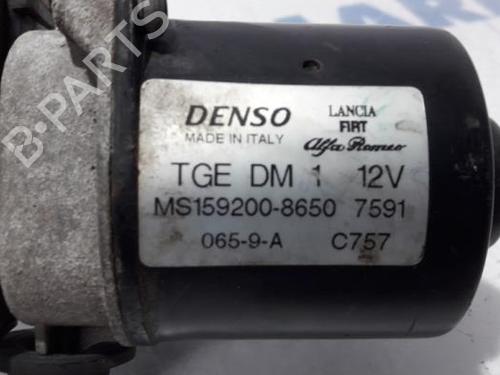 DENSO
MADE IN ITALY
LANCIA
FIAT
Alfa Romeo
TGE DM 1 12V
MS159200-8650 7591
065-9-A C757
B-PARTS